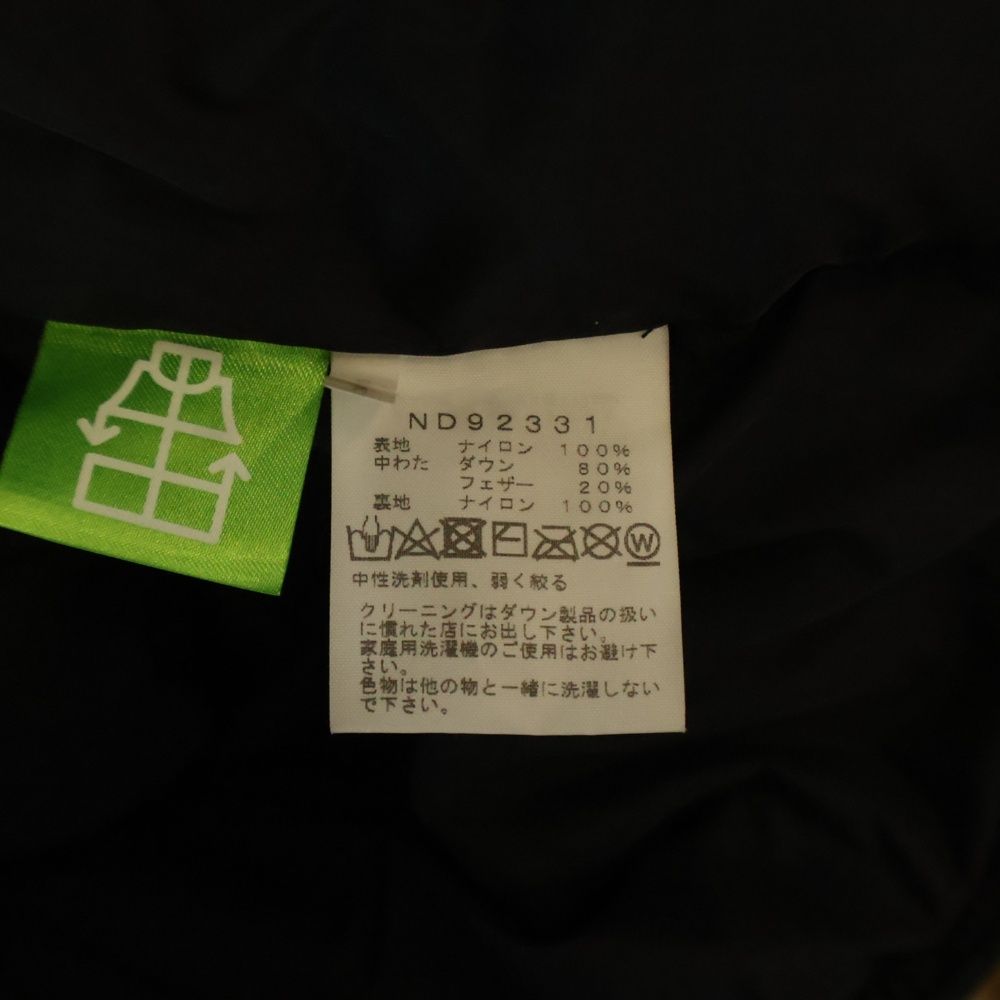 ND92331
表地 ナイロン 100%
中わた ダウン 80%
フェザー 20%
裏地 ナイロン 100%
W
中性洗剤使用、弱く絞る
クリーニングはダウン製品の扱い
に慣れた店にお出し下さい。
家庭用洗濯機のご使用はお避け下
さい。
色物は他の物と一緒に洗濯しない
で下さい。